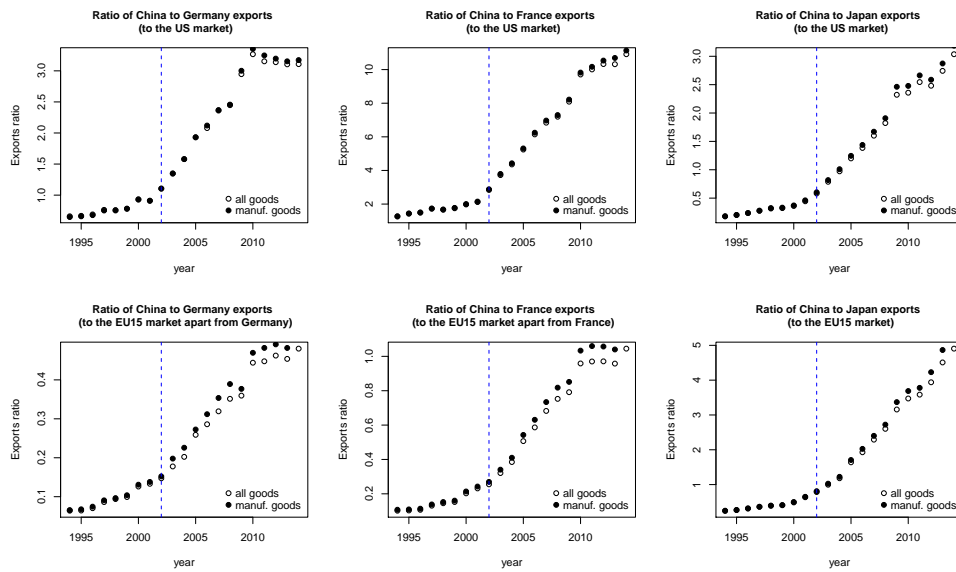 Ratio of China to Germany exports
(to the US market)
Exports ratio
3.0
2.5
2.0
1.5
1.0
all goods
manuf. goods
1995 2000 2005 2010
year
Ratio of China to France exports
(to the US market)
Exports ratio
10
8
6
4
2
all goods
manuf. goods
1995 2000 2005 2010
year
Ratio of China to Japan exports
(to the US market)
Exports ratio
3.0
2.5
2.0
1.5
1.0
0.5
all goods
manuf. goods
1995 2000 2005 2010
year
Ratio of China to Germany exports
(to the EU15 market apart from Germany)
Exports ratio
0.4
0.3
0.2
0.1
all goods
manuf. goods
1995 2000 2005 2010
year
Ratio of China to France exports
(to the EU15 market apart from France)
Exports ratio
1.0
0.8
0.6
0.4
0.2
all goods
manuf. goods
1995 2000 2005 2010
year
Ratio of China to Japan exports
(to the EU15 market)
Exports ratio
5
4
3
2
1
all goods
manuf. goods
1995 2000 2005 2010
year